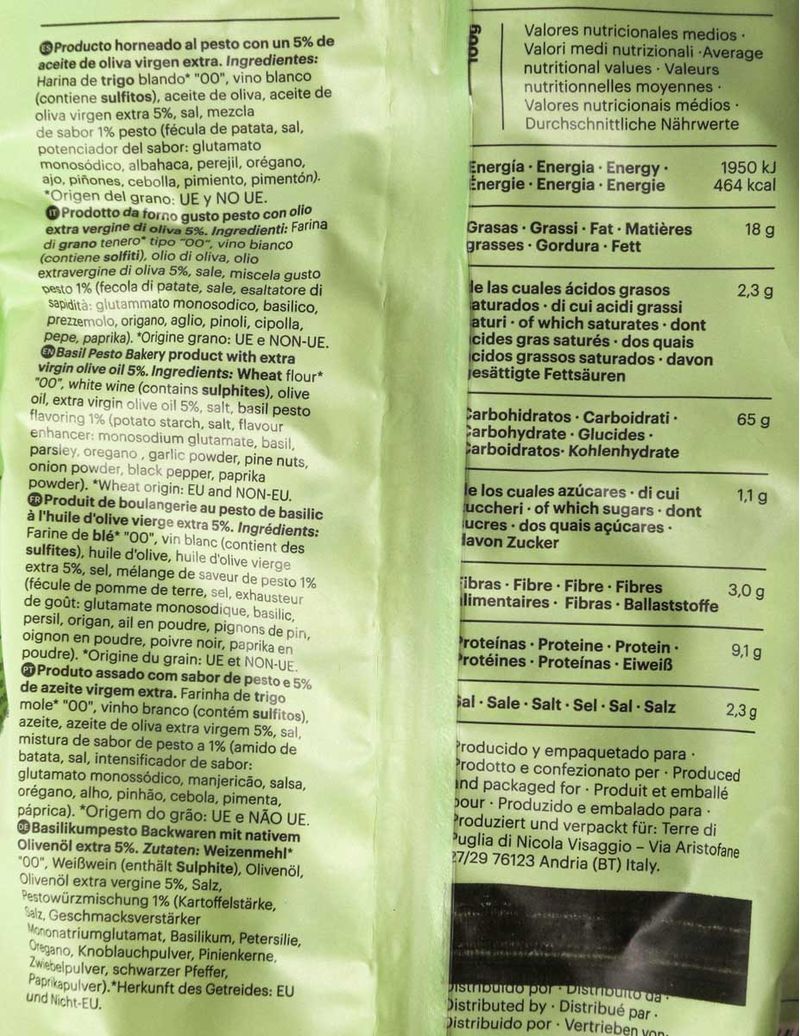 ES Producto horneado al pesto con un 5% de
aceite de oliva virgen extra. Ingredientes:
Harina de trigo blando* "00", vino blanco
(contiene sulfitos), aceite de oliva, aceite de
oliva virgen extra 5%, sal, mezcla
de sabor 1% pesto (fécula de patata, sal,
potenciador del sabor: glutamato
monosódico, albahaca, perejil, orégano,
ajo, piñones, cebolla, pimiento, pimentón).
*Origen del grano: UE y NO UE.
IT Prodotto da forno gusto pesto con olio
extra vergine di oliva 5%. Ingredienti: Farina
di grano tenero* tipo "OO", vino bianco
(contiene solfiti), olio di oliva, olio
extravergine di oliva 5%, sale, miscela gusto
pesto 1% (fecola di patate, sale, esaltatore di
sapidità: glutammato monosodico, basilico,
prezzemolo, origano, aglio, pinoli, cipolla,
pepe, paprika). *Origine grano: UE e NON-UE.
EN Basil Pesto Bakery product with extra
virgin olive oil 5%. Ingredients: Wheat flour*
"00", white wine (contains sulphites), olive
oil, extra virgin olive oil 5%, salt, basil pesto
flavoring 1% (potato starch, salt, flavour
enhancer: monosodium glutamate, basil,
parsley, oregano , garlic powder, pine nuts,
onion powder, black pepper, paprika
powder). *Wheat origin: EU and NON-EU.
FR Produit de boulangerie au pesto de basilic
à l'huile d'olive vierge extra 5%. Ingrédients:
Farine de blé* "00", vin blanc (contient des
sulfites), huile d'olive, huile d'olive vierge
extra 5%, sel, mélange de saveur de pesto 1%
(fécule de pomme de terre, sel, exhausteur
de goût: glutamate monosodique, basilic,
persil, origan, ail en poudre, pignons de pin,
oignon en poudre, poivre noir, paprika en
poudre). *Origine du grain: UE et NON-UE.
PT Produto assado com sabor de pesto e 5%
de azeite virgem extra. Farinha de trigo
mole* "00", vinho branco (contém sulfitos),
azeite, azeite de oliva extra virgem 5%, sal,
mistura de sabor de pesto a 1% (amido de
batata, sal, intensificador de sabor:
glutamato monossódico, manjericão, salsa,
orégano, alho, pinhão, cebola, pimenta,
páprica). *Origem do grão: UE e NÃO UE.
DE Basilikumpesto Backwaren mit nativem
Olivenöl extra 5%. Zutaten: Weizenmehl*
"00", Weißwein (enthält Sulphite), Olivenöl,
Olivenöl extra vergine 5%, Salz,
Pestowürzmischung 1% (Kartoffelstärke,
Salz, Geschmacksverstärker
Mononatriumglutamat, Basilikum, Petersilie,
Oregano, Knoblauchpulver, Pinienkerne,
Zwiebelpulver, schwarzer Pfeffer,
Paprikapulver).*Herkunft des Getreides: EU
und Nicht-EU.
100g
Valores nutricionales medios ·
Valori medi nutrizionali ·Average
nutritional values · Valeurs
nutritionnelles moyennes ·
Valores nutricionais médios ·
Durchschnittliche Nährwerte
Energía · Energia · Energy · 1950 kJ
Énergie · Energia · Energie 464 kcal
Grasas · Grassi · Fat · Matières 18 g
grasses · Gordura · Fett
de las cuales ácidos grasos 2,3 g
aturados · di cui acidi grassi
aturi · of which saturates · dont
cides gras saturés · dos quais
cidos grassos saturados · davon
gesättigte Fettsäuren
Carbohidratos · Carboidrati · 65 g
Carbohydrate · Glucides ·
Carboidratos· Kohlenhydrate
de los cuales azúcares · di cui 1,1 g
uccheri · of which sugars · dont
ucres · dos quais açúcares ·
davon Zucker
Fibras · Fibre · Fibre · Fibres 3,0 g
alimentaires · Fibras · Ballaststoffe
Proteínas · Proteine · Protein · 9,1 g
Protéines · Proteínas · Eiweiß
Sal · Sale · Salt · Sel · Sal · Salz 2,3 g
Producido y empaquetado para ·
Prodotto e confezionato per · Produced
and packaged for · Produit et emballé
pour · Produzido e embalado para ·
Produziert und verpackt für: Terre di
Puglia di Nicola Visaggio – Via Aristofane
27/29 76123 Andria (BT) Italy.
Distribuido por · Distribuito da ·
Distributed by · Distribué par ·
Distribuido por · Vertrieben von